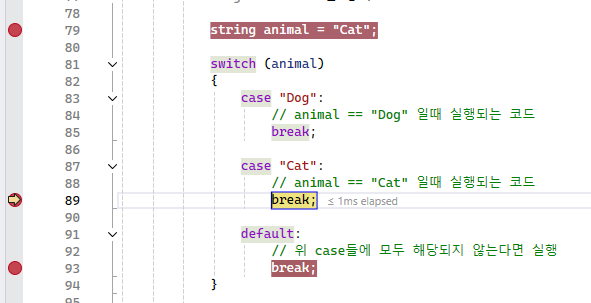 78
79 string animal = "Cat";
80
81 switch (animal)
82 {
83 case "Dog":
84 // animal == "Dog" 일때 실행되는 코드
85 break;
86
87 case "Cat":
88 // animal == "Cat" 일때 실행되는 코드
89 break; ≤ 1ms elapsed
90
91 default:
92 // 위 case들에 모두 해당되지 않는다면 실행
93 break;
94 }